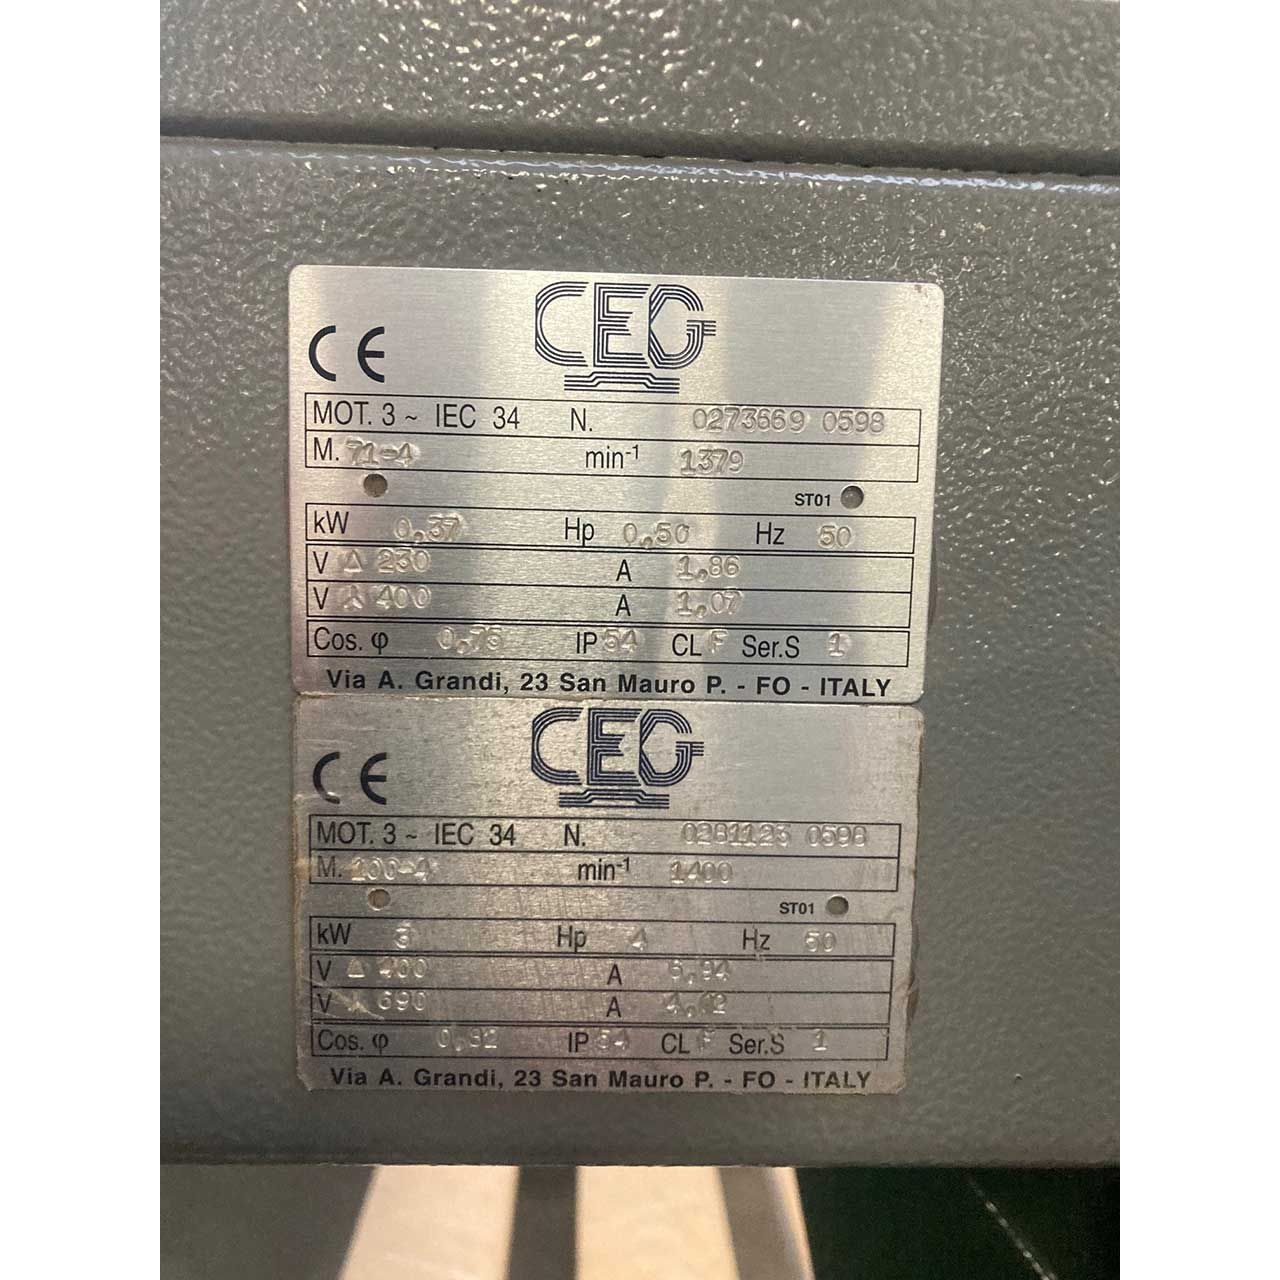 CE CEG
MOT. 3 ~ IEC 34 N. 0273669 0598
M. 71-4 min-1 1379
ST01
kW 0,37 Hp 0,50 Hz 50
V Δ 230 A 1,86
V 400 A 1,07
Cos. φ 0,75 IP 54 CL F Ser.S 1
Via A. Grandi, 23 San Mauro P. - FO - ITALY
CE CEG
MOT. 3 ~ IEC 34 N. 0281123 0598
M. 100-4 min-1 1400
ST01
kW 3 Hp 4 Hz 50
V Δ 400 A 6,94
V 690 A
Cos. φ IP 54 CL F Ser.S 1
Via A. Grandi, 23 San Mauro P. - FO - ITALY